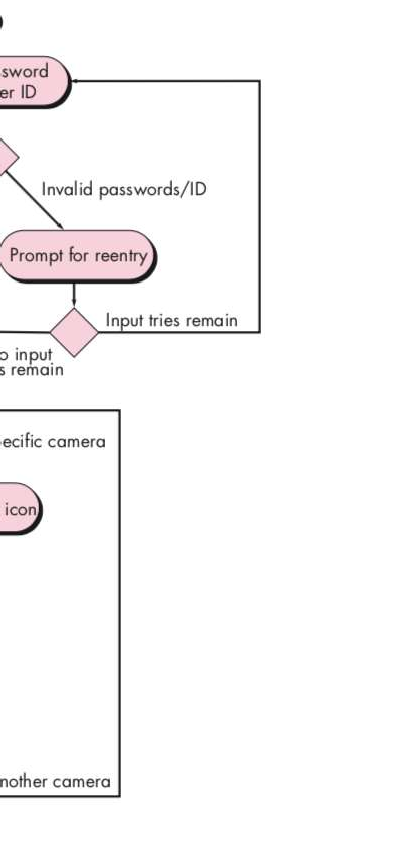 sword
er ID
Invalid passwords/ID
Prompt for reentry
Input tries remain
o input
s remain
ecific camera
icon
nother camera